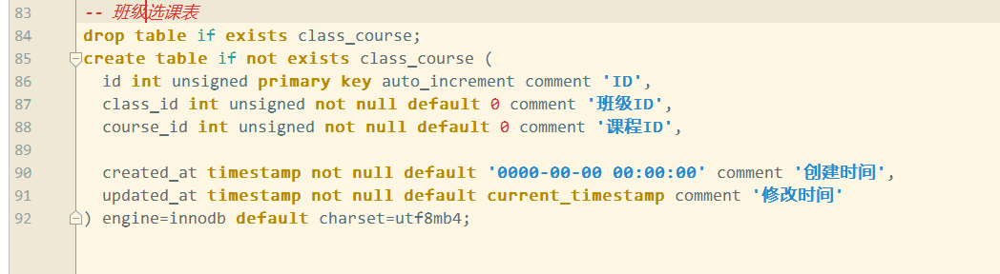 83 -- 班级选课表
84 drop table if exists class_course;
85 create table if not exists class_course (
86 id int unsigned primary key auto_increment comment 'ID',
87 class_id int unsigned not null default 0 comment '班级ID',
88 course_id int unsigned not null default 0 comment '课程ID',
89
90 created_at timestamp not null default '0000-00-00 00:00:00' comment '创建时间',
91 updated_at timestamp not null default current_timestamp comment '修改时间'
92 ) engine=innodb default charset=utf8mb4;